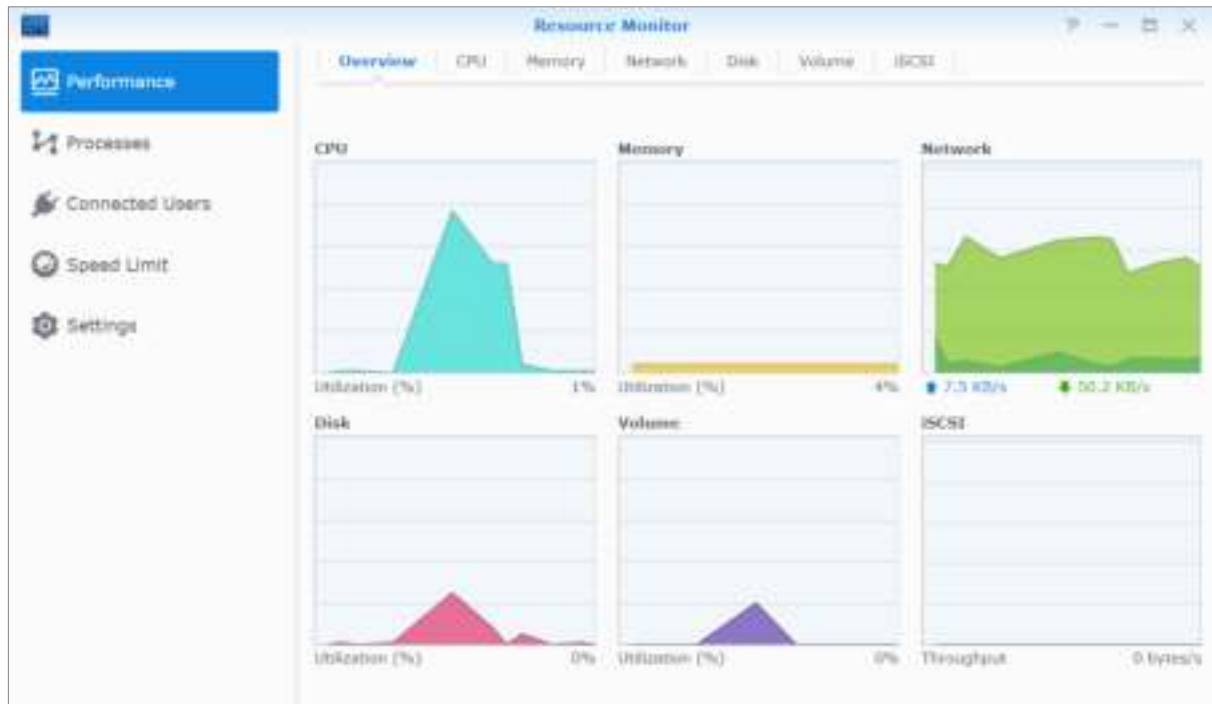 Resource Monitor
Performance
Processes
Connected Users
Speed Limit
Settings
Overview CPU Memory Network Disk Volume iSCSI
CPU Memory Network
Utilization (%) 1% Utilization (%) 4% 7.5 KB/s 50.2 KB/s
Disk Volume iSCSI
Utilization (%) 0% Utilization (%) 0% Throughput 0 bytes/s